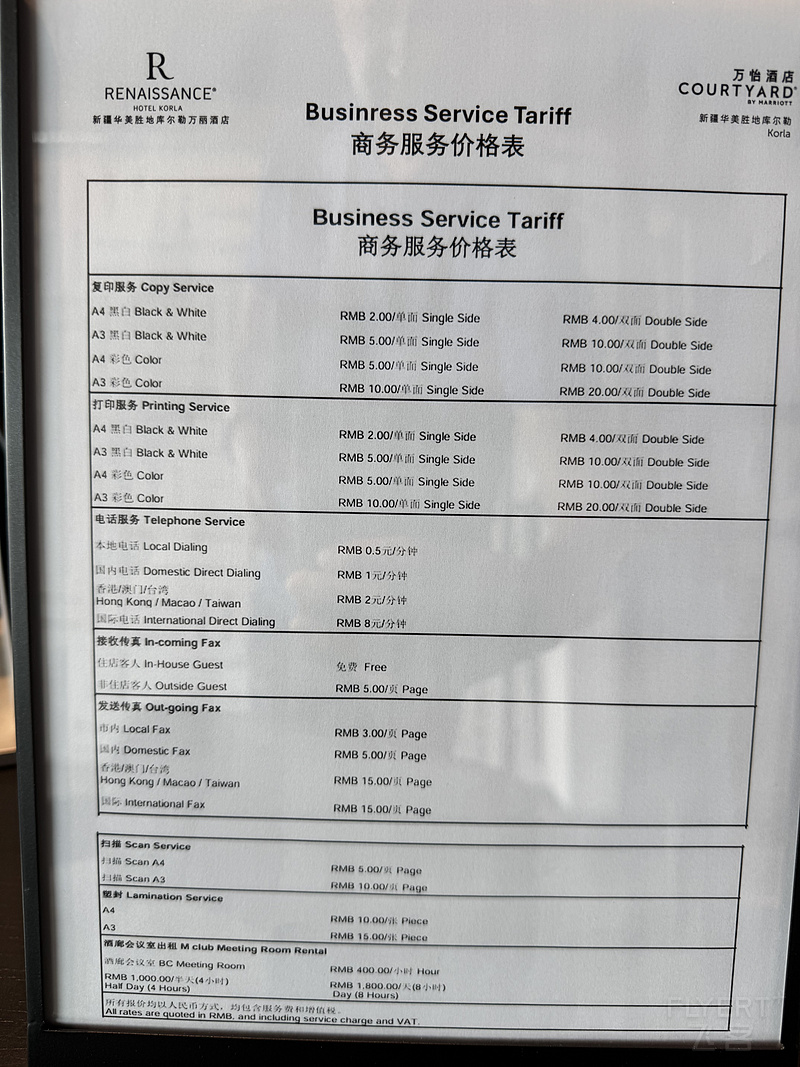 R
RENAISSANCE®
HOTEL KORLA
新疆华美胜地库尔勒万丽酒店
万怡酒店
COURTYARD®
BY MARRIOTT
新疆华美胜地库尔勒
Korla
Businress Service Tariff
商务服务价格表
Business Service Tariff
商务服务价格表
复印服务 Copy Service
A4 黑白 Black & White RMB 2.00/单面 Single Side RMB 4.00/双面 Double Side
A3 黑白 Black & White RMB 5.00/单面 Single Side RMB 10.00/双面 Double Side
A4 彩色 Color RMB 5.00/单面 Single Side RMB 10.00/双面 Double Side
A3 彩色 Color RMB 10.00/单面 Single Side RMB 20.00/双面 Double Side
打印服务 Printing Service
A4 黑白 Black & White RMB 2.00/单面 Single Side RMB 4.00/双面 Double Side
A3 黑白 Black & White RMB 5.00/单面 Single Side RMB 10.00/双面 Double Side
A4 彩色 Color RMB 5.00/单面 Single Side RMB 10.00/双面 Double Side
A3 彩色 Color RMB 10.00/单面 Single Side RMB 20.00/双面 Double Side
电话服务 Telephone Service
本地电话 Local Dialing RMB 0.5元/分钟
国内电话 Domestic Direct Dialing RMB 1元/分钟
香港/澳门/台湾
Hong Kong / Macao / Taiwan RMB 2元/分钟
国际电话 International Direct Dialing RMB 8元/分钟
接收传真 In-coming Fax
住店客人 In-House Guest 免费 Free
非住店客人 Outside Guest RMB 5.00/页 Page
发送传真 Out-going Fax
市内 Local Fax RMB 3.00/页 Page
国内 Domestic Fax RMB 5.00/页 Page
香港/澳门/台湾
Hong Kong / Macao / Taiwan RMB 15.00/页 Page
国际 International Fax RMB 15.00/页 Page
扫描 Scan Service
扫描 Scan A4 RMB 5.00/页 Page
扫描 Scan A3 RMB 10.00/页 Page
塑封 Lamination Service
A4 RMB 10.00/张 Piece
A3 RMB 15.00/张 Piece
酒廊会议室出租 M club Meeting Room Rental
酒廊会议室 BC Meeting Room RMB 400.00/小时 Hour
RMB 1,000.00/半天(4小时) RMB 1,800.00/天(8小时)
Half Day (4 Hours) Day (8 Hours)
所有报价均以人民币方式，均包含服务费和增值税。
All rates are quoted in RMB, and including service charge and VAT.
FLYERT
飞客